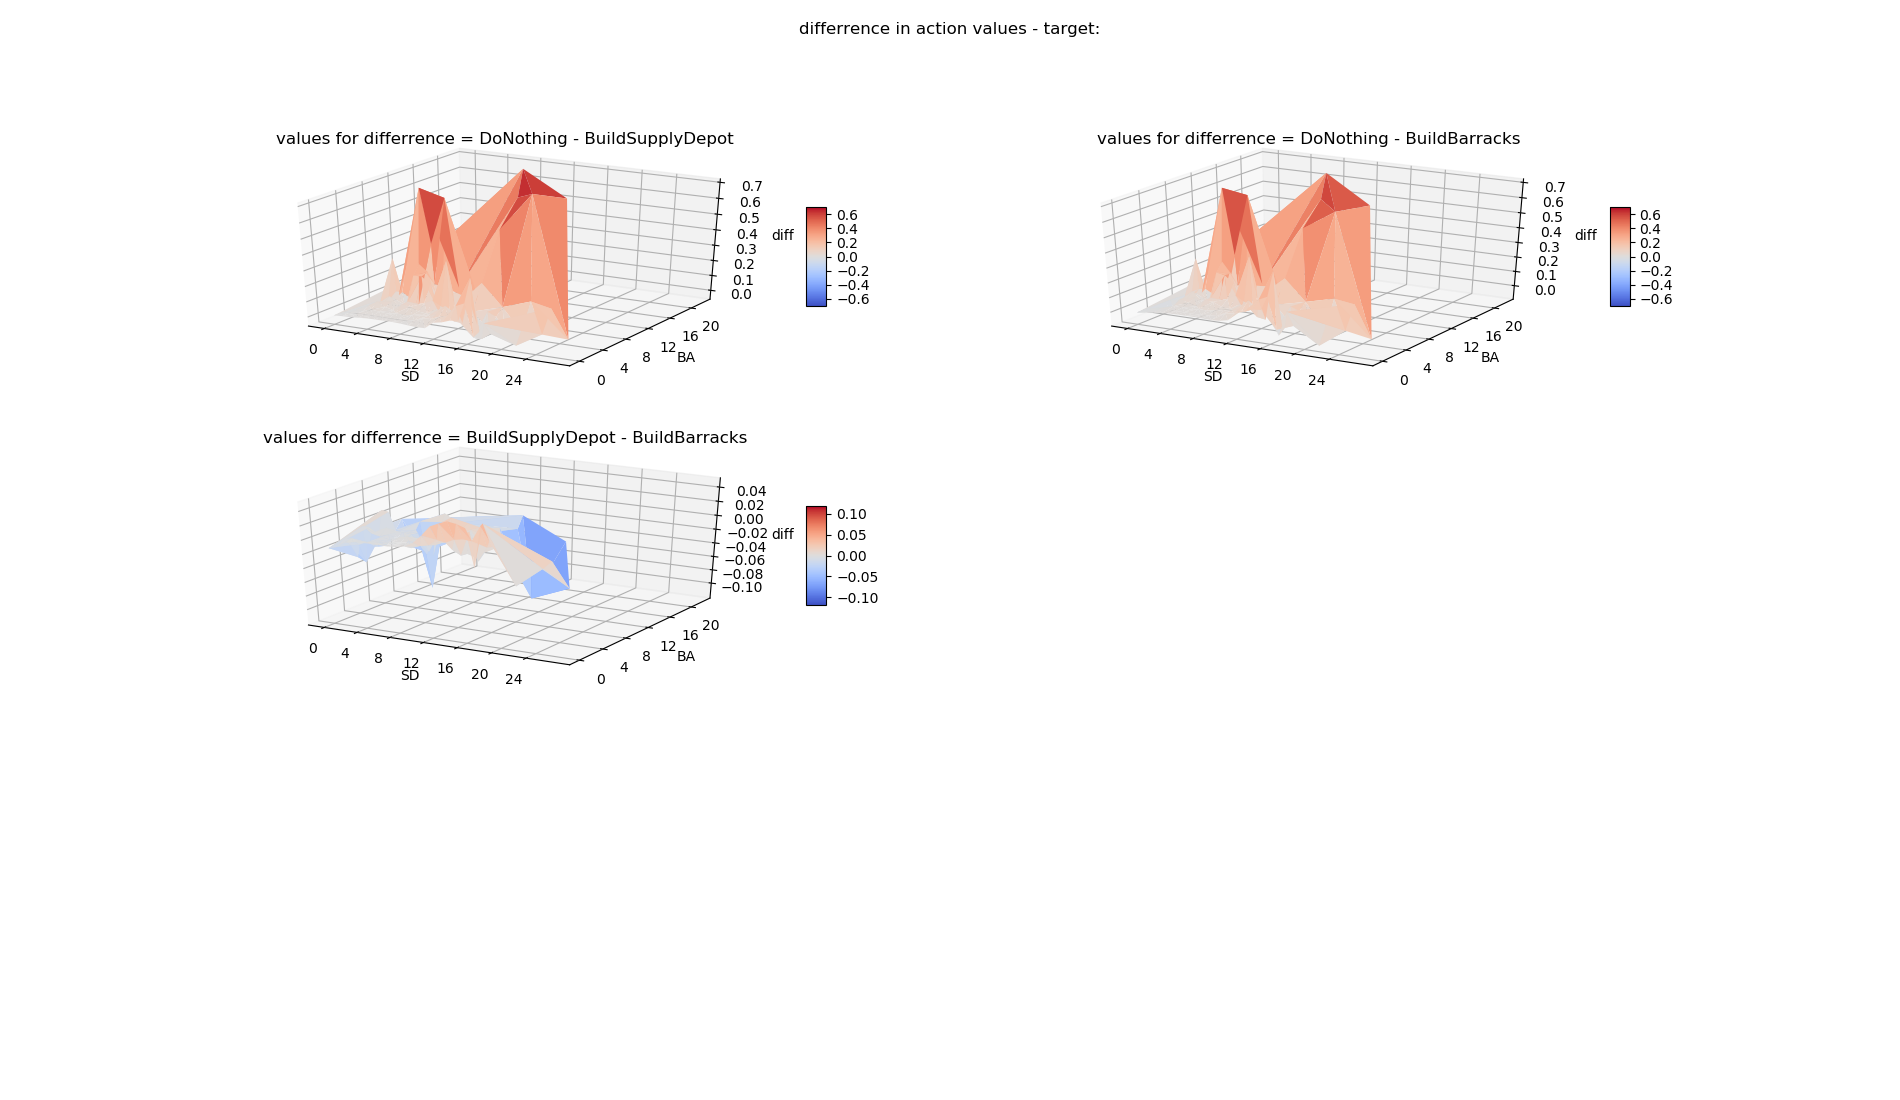 differrence in action values - target:
values for differrence = DoNothing - BuildSupplyDepot
0.7
0.6
0.5
0.4
0.3
0.2
0.1
0.0
diff
0 4 8 12 16 20 24
SD
0 4 8 12 16 20
BA
0.6
0.4
0.2
0.0
−0.2
−0.4
−0.6
values for differrence = DoNothing - BuildBarracks
0.7
0.6
0.5
0.4
0.3
0.2
0.1
0.0
diff
0 4 8 12 16 20 24
SD
0 4 8 12 16 20
BA
0.6
0.4
0.2
0.0
−0.2
−0.4
−0.6
values for differrence = BuildSupplyDepot - BuildBarracks
0.04
0.02
0.00
−0.02
−0.04
−0.06
−0.08
−0.10
diff
0 4 8 12 16 20 24
SD
0 4 8 12 16 20
BA
0.10
0.05
0.00
−0.05
−0.10